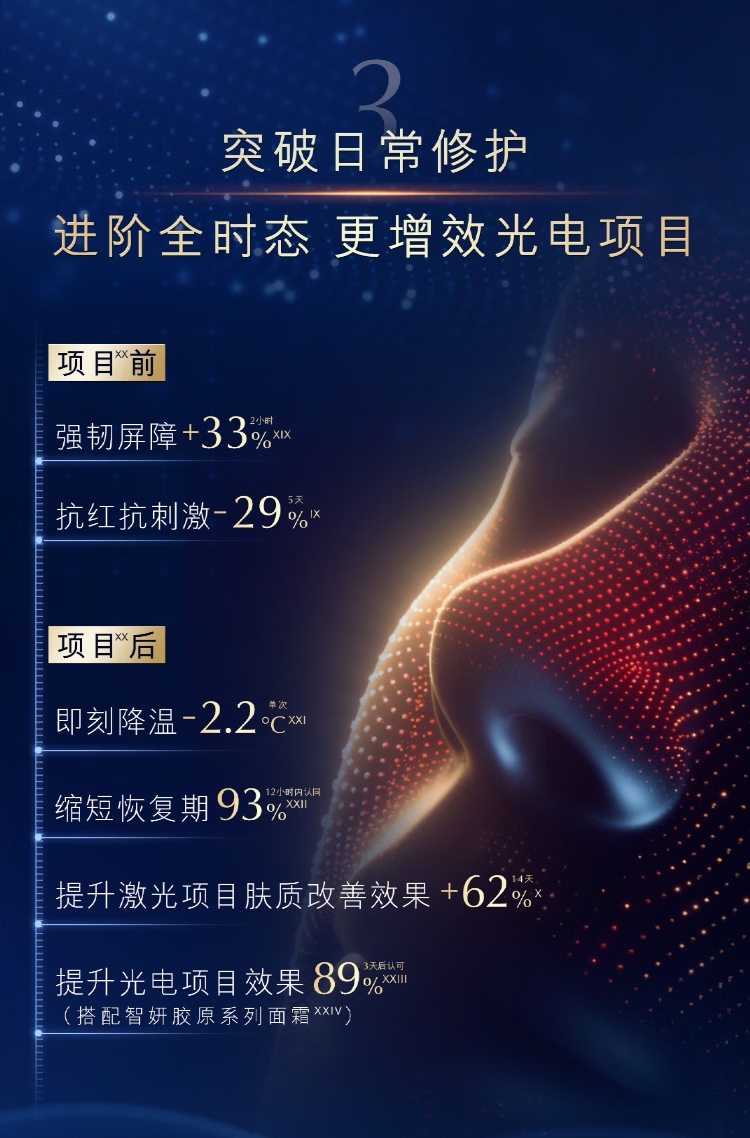 3
突破日常修护
进阶全时态 更增效光电项目
项目XX前
强韧屏障+33%2小时XIX
抗红抗刺激-29%5天IX
项目XX后
即刻降温-2.2°C单次XXI
缩短恢复期93%12小时内认同XXII
提升激光项目肤质改善效果 +62%14天X
提升光电项目效果89%3天后认可XXIII
(搭配智妍胶原系列面霜XXIV)